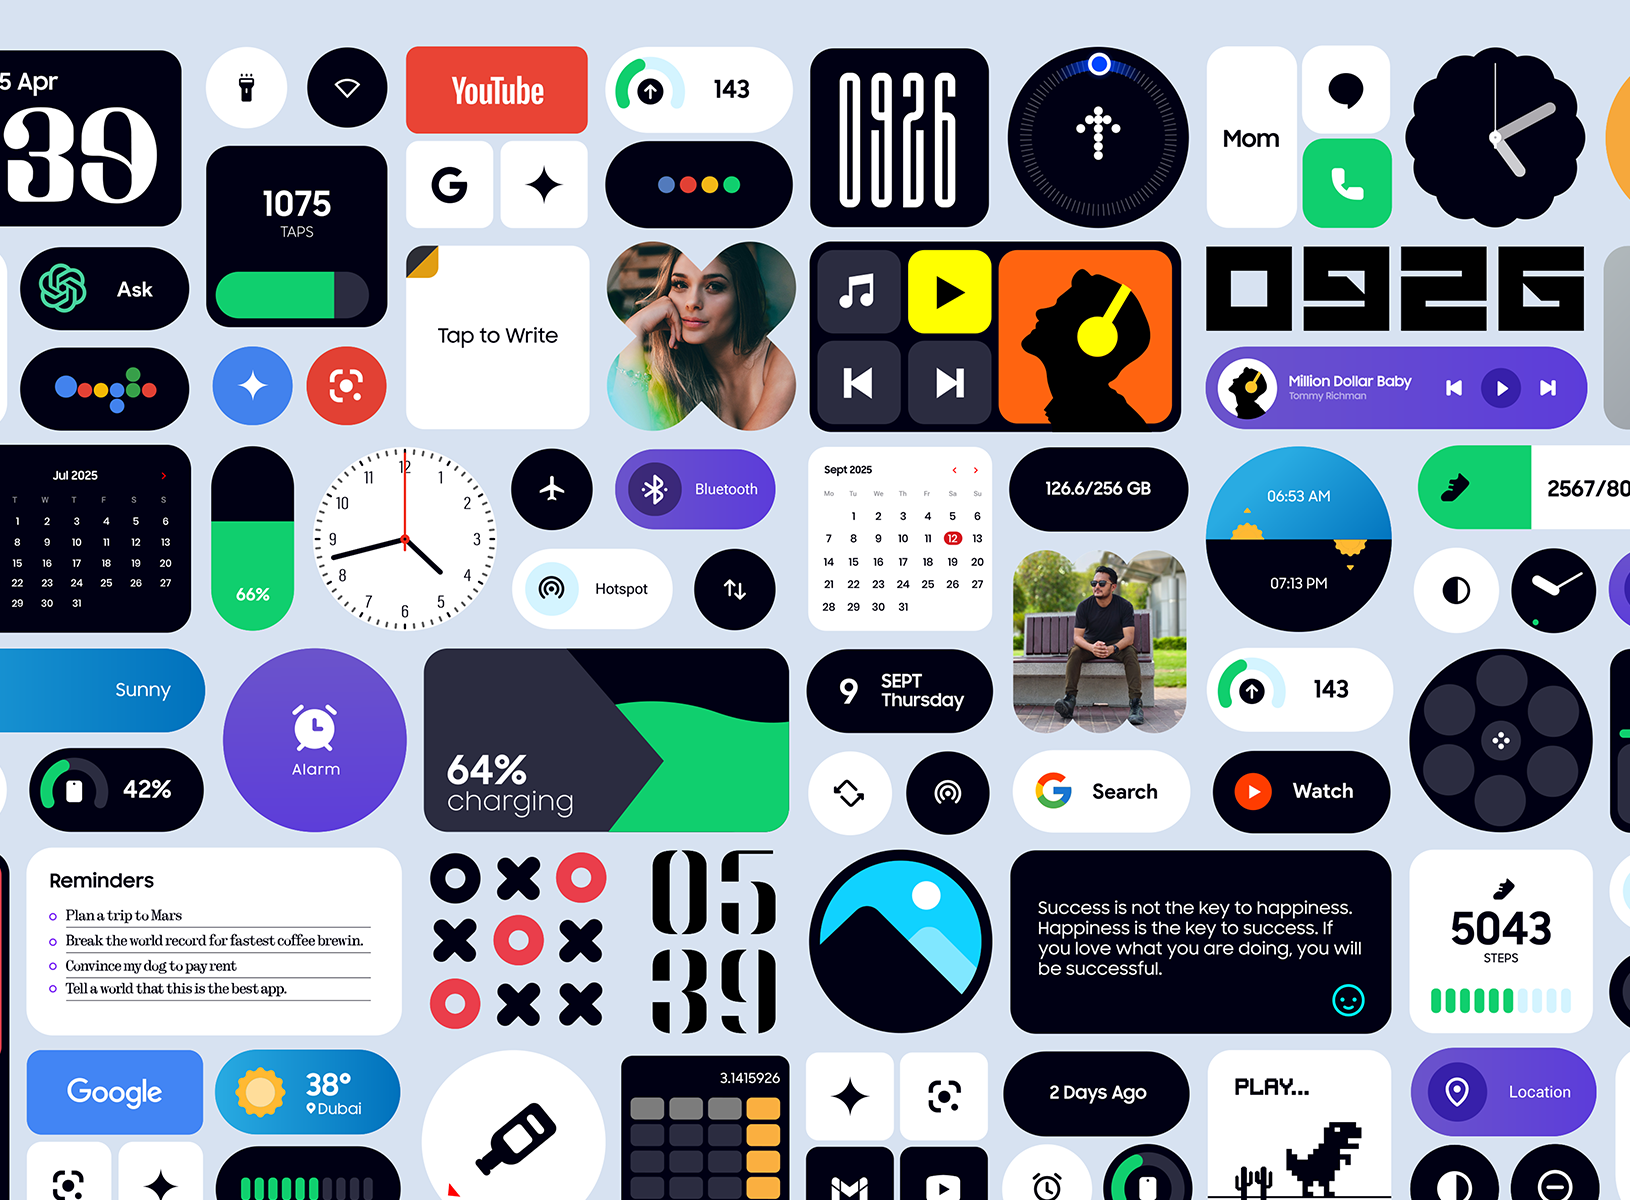 5 Apr
39
YouTube
143
0926
Mom
1075
TAPS
Ask
Tap to Write
0926
Million Dollar Baby
Tommy Richman
Jul 2025
T W T F S S
1 2 3 4 5 6
8 9 10 11 12 13
15 16 17 18 19 20
22 23 24 25 26 27
29 30 31
66%
12
11 1
10 2
9 3
8 4
7 5
6
Bluetooth
Hotspot
Sept 2025
Mo Tu We Th Fr Sa Su
1 2 3 4 5 6
7 8 9 10 11 12 13
14 15 16 17 18 19 20
21 22 23 24 25 26 27
28 29 30 31
126.6/256 GB
06:53 AM
07:13 PM
2567/80
Sunny
42%
Alarm
64%
charging
9
SEPT
Thursday
143
Search
Watch
Reminders
Plan a trip to Mars
Break the world record for fastest coffee brewin.
Convince my dog to pay rent
Tell a world that this is the best app.
05
39
Success is not the key to happiness.
Happiness is the key to success. If
you love what you are doing, you will
be successful.
5043
STEPS
Google
38°
Dubai
3.1415926
2 Days Ago
PLAY...
Location